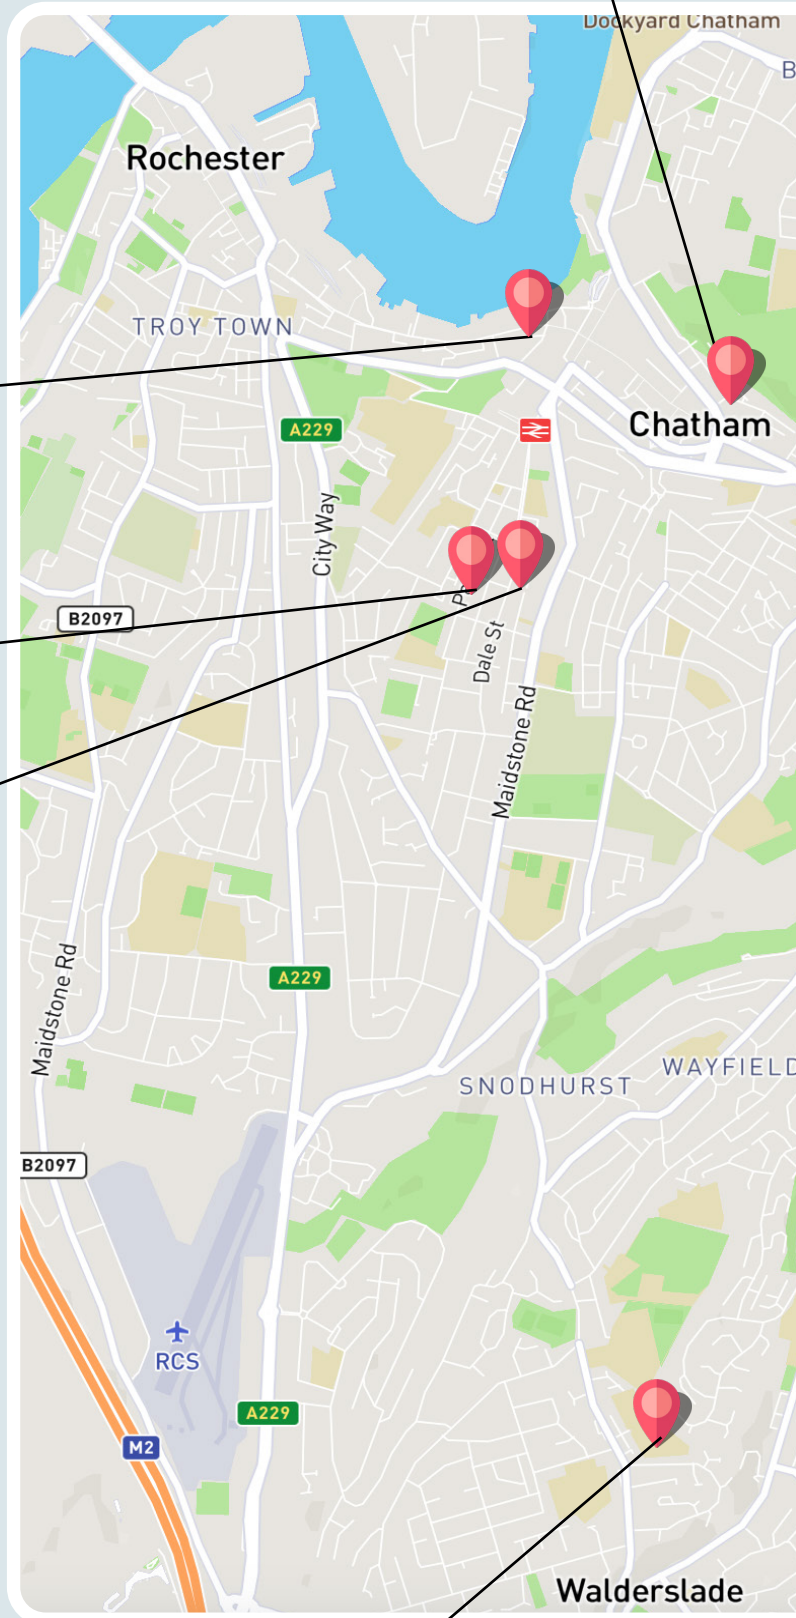 Dockyard Chatham
B
Rochester
TROY TOWN
Chatham
A229
City Way
B2097
P
Dale St
Maidstone Rd
A229
Maidstone Rd
WAYFIELD
SNODHURST
B2097
RCS
A229
M2
Walderslade